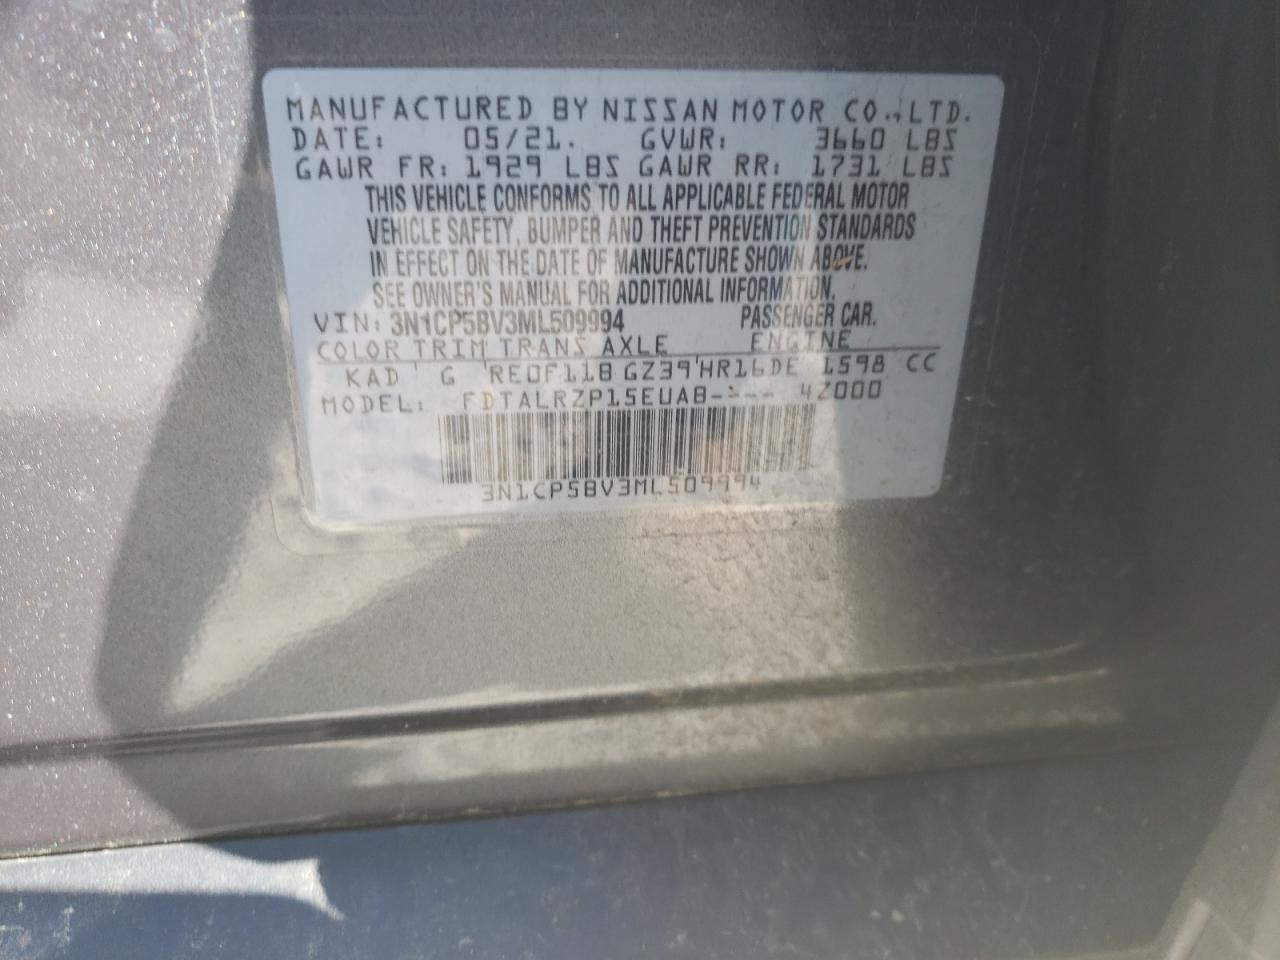 MANUFACTURED BY NISSAN MOTOR CO., LTD.
DATE: 05/21. GVWR: 3660 LBS
GAWR FR: 1929 LBS GAWR RR: 1731 LBS
THIS VEHICLE CONFORMS TO ALL APPLICABLE FEDERAL MOTOR
VEHICLE SAFETY, BUMPER AND THEFT PREVENTION STANDARDS
IN EFFECT ON THE DATE OF MANUFACTURE SHOWN ABOVE.
SEE OWNER'S MANUAL FOR ADDITIONAL INFORMATION.
VIN: 3N1CP5BV3ML509994 PASSENGER CAR.
COLOR TRIM TRANS AXLE ENGINE
KAD G RE0F11B GZ39 HR16DE 1598 CC
MODEL: FDTALRZP15EUAB---- 4Z000
3N1CP5BV3ML509994